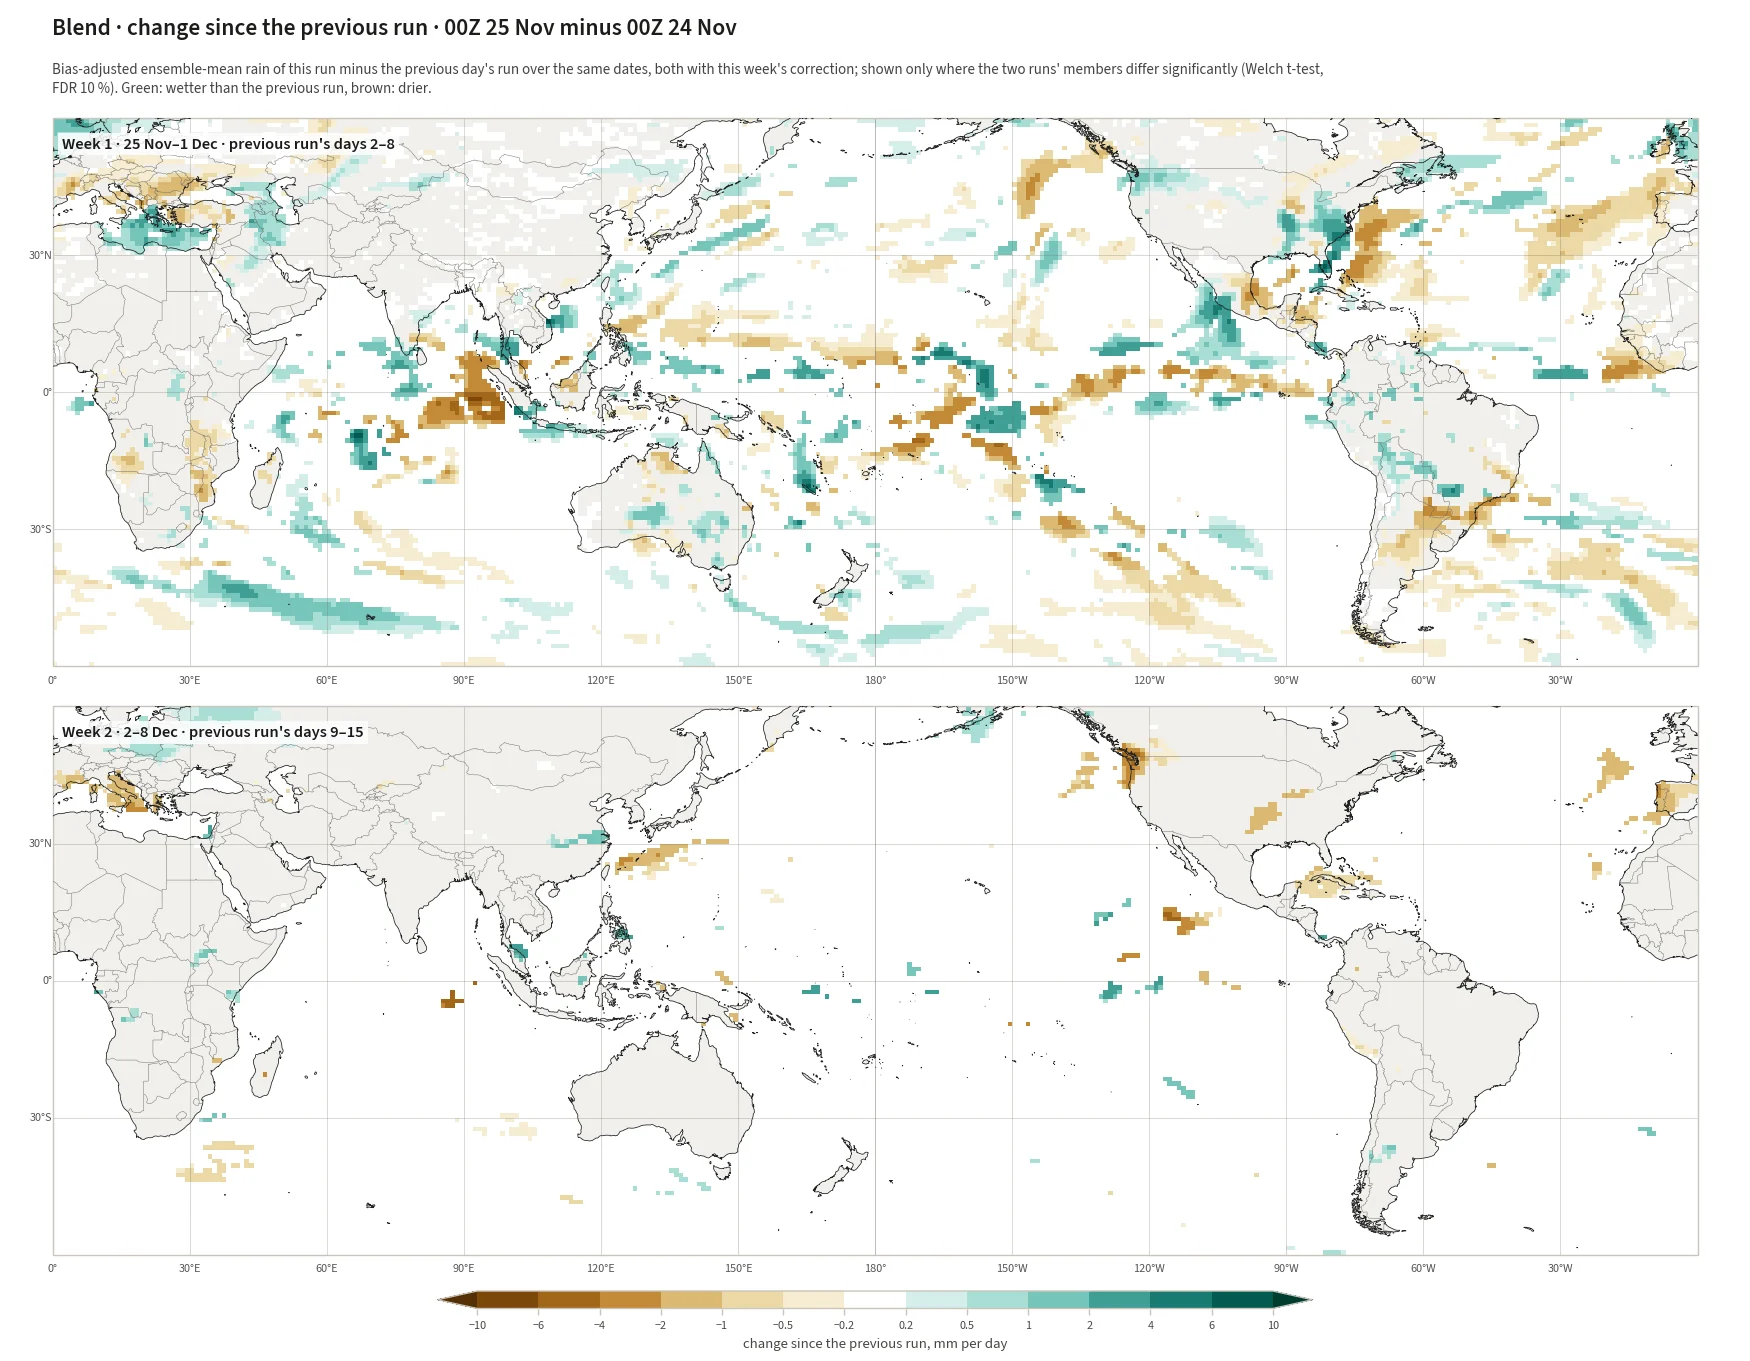 Blend · change since the previous run · 00Z 25 Nov minus 00Z 24 Nov
Bias-adjusted ensemble-mean rain of this run minus the previous day's run over the same dates, both with this week's correction; shown only where the two runs' members differ significantly (Welch t-test,
FDR 10 %). Green: wetter than the previous run, brown: drier.
Week 1 · 25 Nov–1 Dec · previous run's days 2–8
30°N
0°
30°S
0° 30°E 60°E 90°E 120°E 150°E 180° 150°W 120°W 90°W 60°W 30°W
Week 2 · 2–8 Dec · previous run's days 9–15
30°N
0°
30°S
0° 30°E 60°E 90°E 120°E 150°E 180° 150°W 120°W 90°W 60°W 30°W
−10 −6 −4 −2 −1 −0.5 −0.2 0.2 0.5 1 2 4 6 10
change since the previous run, mm per day